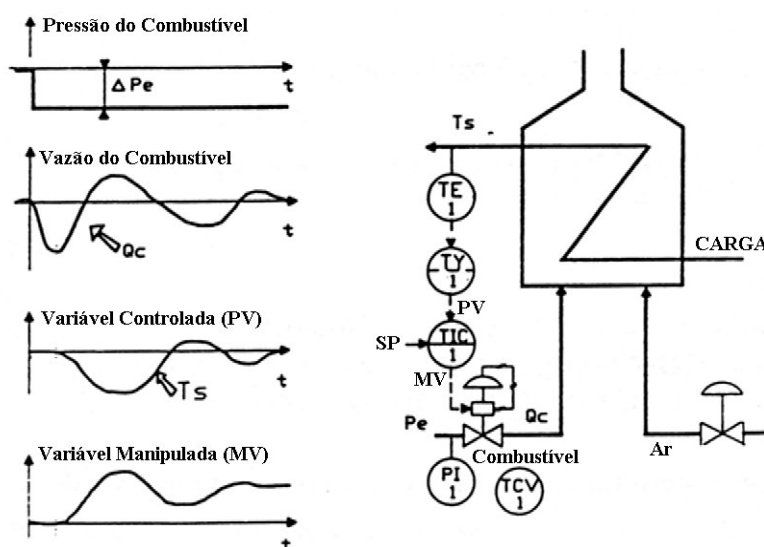 Pressão do Combustível
t
Δ Pe
Vazão do Combustível
t
Qc
Variável Controlada (PV)
t
Ts
Variável Manipulada (MV)
t
Ts
TE
1
TY
1
CARGA
PV
SP
TIC
1
MV
Pe
Qc
Combustível
Ar
PI
1
TCV
1